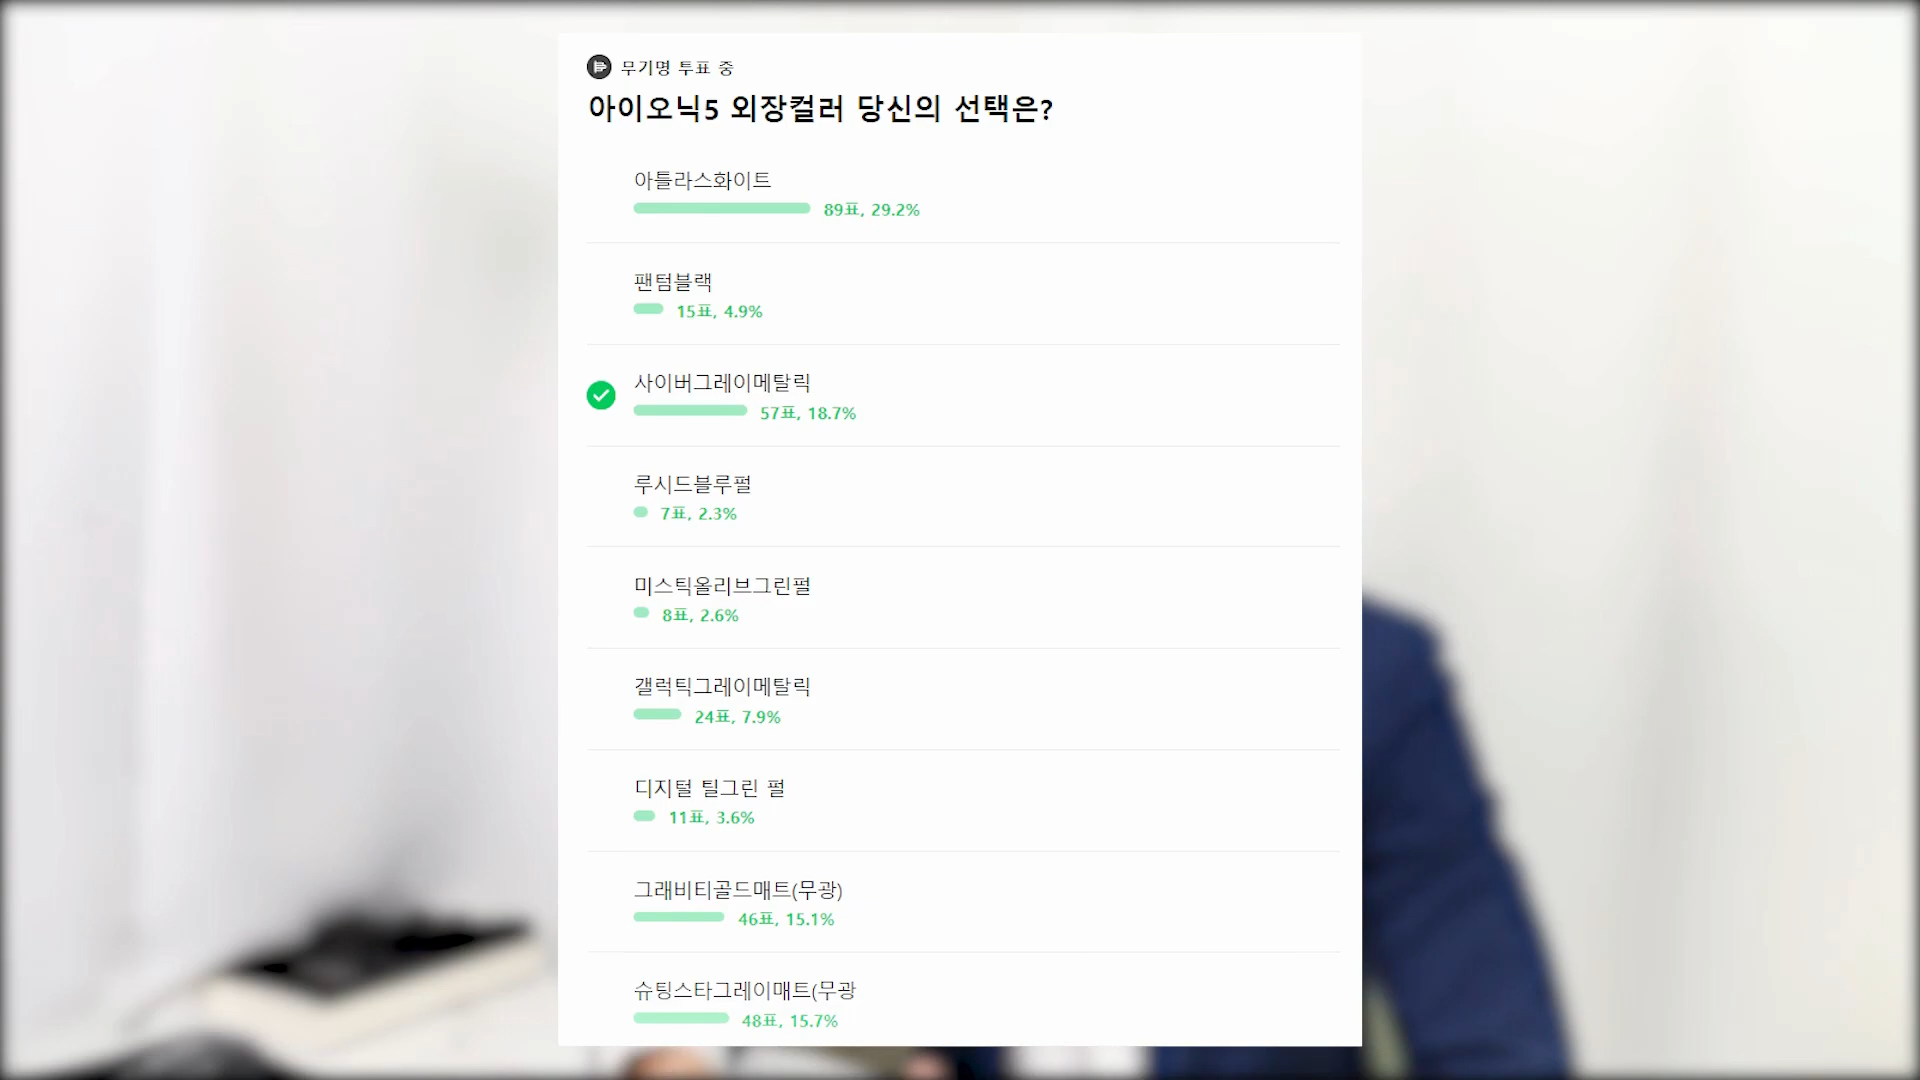 무기명 투표 중
아이오닉5 외장컬러 당신의 선택은?
아틀라스화이트
89표, 29.2%
팬텀블랙
15표, 4.9%
사이버그레이메탈릭
57표, 18.7%
루시드블루펄
7표, 2.3%
미스틱올리브그린펄
8표, 2.6%
갤럭틱그레이메탈릭
24표, 7.9%
디지털 틸그린 펄
11표, 3.6%
그래비티골드매트(무광)
46표, 15.1%
슈팅스타그레이매트(무광
48표, 15.7%